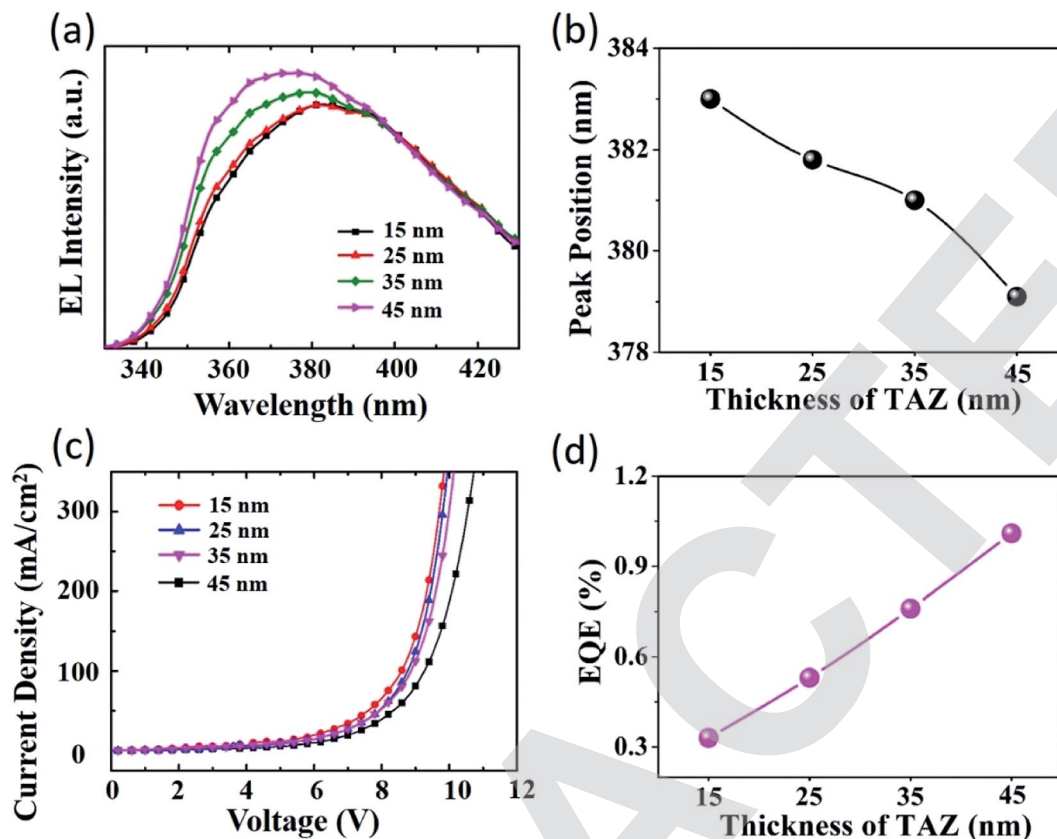 (a)
EL Intensity (a.u.)
15 nm
25 nm
35 nm
45 nm
340 360 380 400 420
Wavelength (nm)
(b)
Peak Position (nm)
384
382
380
378
15 25 35 45
Thickness of TAZ (nm)
(c)
Current Density (mA/cm²)
300
200
100
0
15 nm
25 nm
35 nm
45 nm
0 2 4 6 8 10 12
Voltage (V)
(d)
EQE (%)
1.2
0.9
0.6
0.3
15 25 35 45
Thickness of TAZ (nm)
ACTE